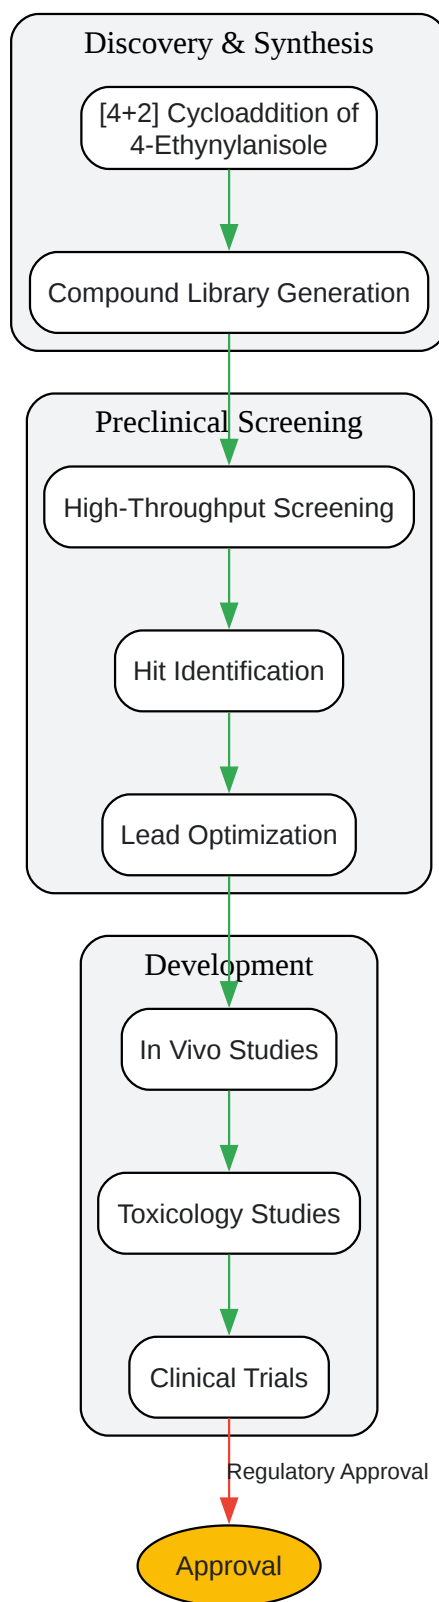 Discovery & Synthesis
[4+2] Cycloaddition of
4-Ethynylanisole
Compound Library Generation
Preclinical Screening
High-Throughput Screening
Hit Identification
Lead Optimization
Development
In Vivo Studies
Toxicology Studies
Clinical Trials
Regulatory Approval
Approval